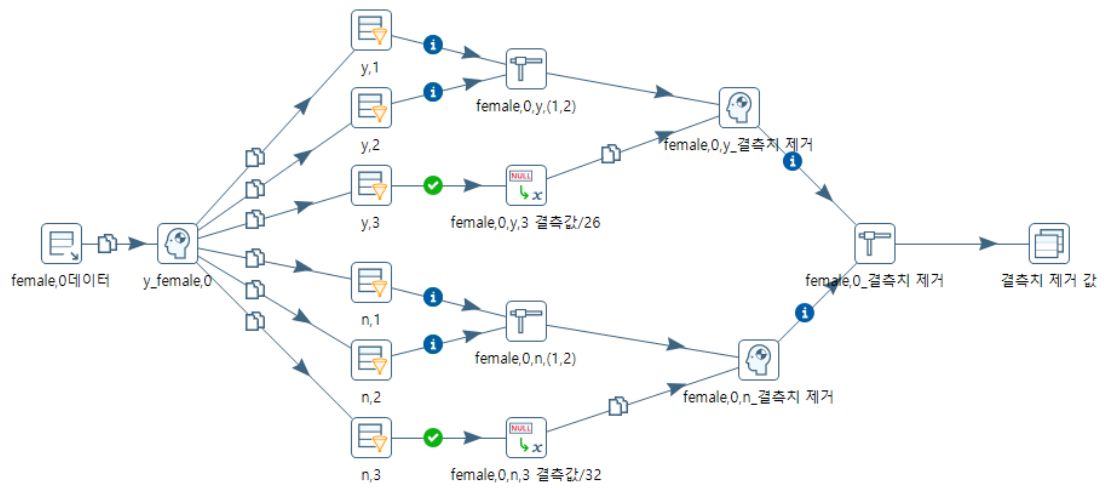 y,1
female,0,y,(1,2)
y,2
female,0,y_결측치 제거
y,3
NULL
x
female,0,y,3 결측값/26
female,0데이터
y_female,0
female,0_결측치 제거
결측치 제거 값
n,1
female,0,n,(1,2)
n,2
female,0,n_결측치 제거
n,3
NULL
x
female,0,n,3 결측값/32